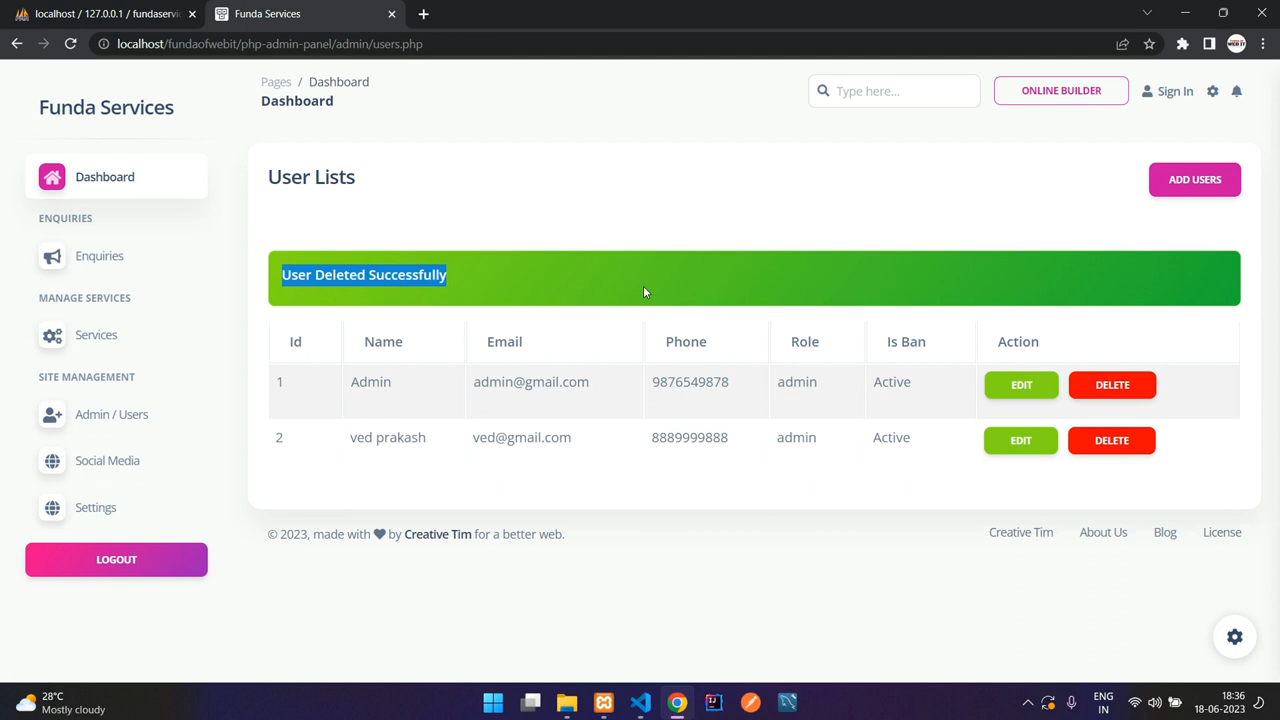 localhost / 127.0.0.1 / fundaservic
Funda Services
localhost/fundaofwebit/php-admin-panel/admin/users.php
Funda Services
Pages / Dashboard
Dashboard
Type here...
ONLINE BUILDER
Sign In
Dashboard
ENQUIRIES
Enquiries
MANAGE SERVICES
Services
SITE MANAGEMENT
Admin / Users
Social Media
Settings
LOGOUT
User Lists
ADD USERS
User Deleted Successfully
Id Name Email Phone Role Is Ban Action
1 Admin admin@gmail.com 9876549878 admin Active EDIT DELETE
2 ved prakash ved@gmail.com 8889999888 admin Active EDIT DELETE
© 2023, made with by Creative Tim for a better web.
Creative Tim About Us Blog License
28°C
Mostly cloudy
ENG
IN
18:36
18-06-2023